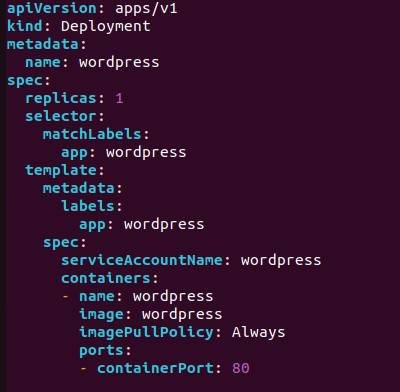 apiVersion: apps/v1
kind: Deployment
metadata:
  name: wordpress
spec:
  replicas: 1
  selector:
    matchLabels:
      app: wordpress
  template:
    metadata:
      labels:
        app: wordpress
    spec:
      serviceAccountName: wordpress
      containers:
      - name: wordpress
        image: wordpress
        imagePullPolicy: Always
        ports:
        - containerPort: 80